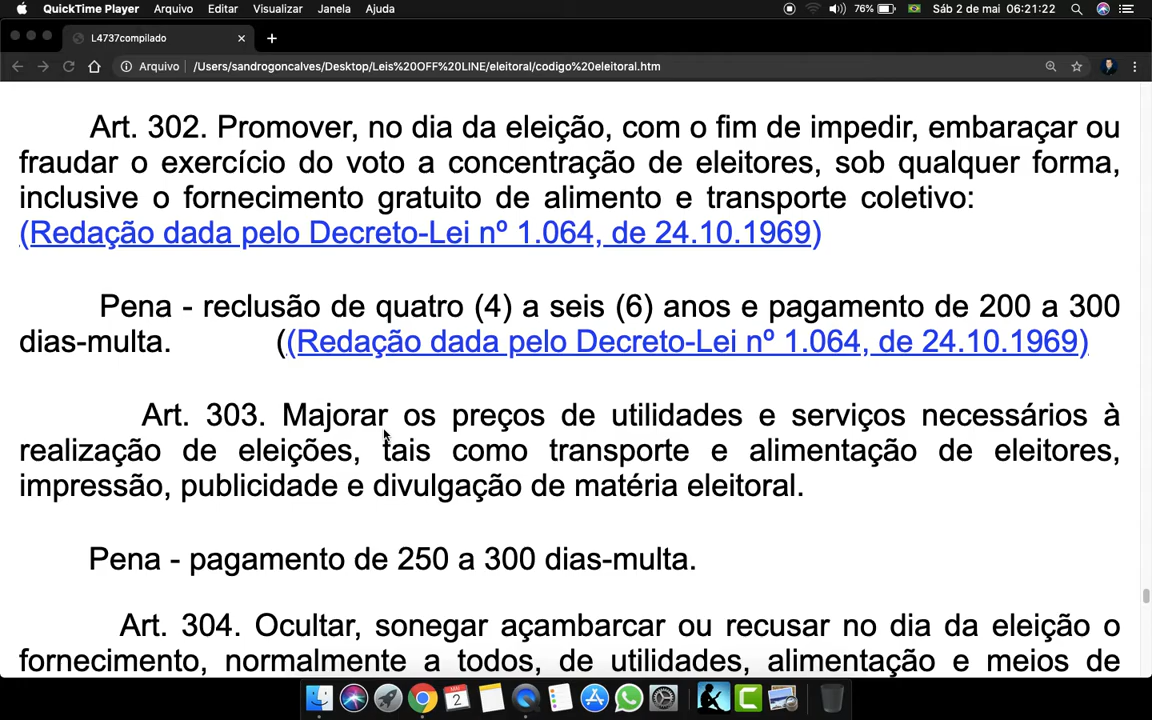 QuickTime Player Arquivo Editar Visualizar Janela Ajuda 76% Sáb 2 de mai 06:21:22
L4737compilado
Arquivo /Users/sandrogoncalves/Desktop/Leis%20OFF%20LINE/eleitoral/codigo%20eleitoral.htm
Art. 302. Promover, no dia da eleição, com o fim de impedir, embaraçar ou
fraudar o exercício do voto a concentração de eleitores, sob qualquer forma,
inclusive o fornecimento gratuito de alimento e transporte coletivo:
(Redação dada pelo Decreto-Lei nº 1.064, de 24.10.1969)
Pena - reclusão de quatro (4) a seis (6) anos e pagamento de 200 a 300
dias-multa. ((Redação dada pelo Decreto-Lei nº 1.064, de 24.10.1969)
Art. 303. Majorar os preços de utilidades e serviços necessários à
realização de eleições, tais como transporte e alimentação de eleitores,
impressão, publicidade e divulgação de matéria eleitoral.
Pena - pagamento de 250 a 300 dias-multa.
Art. 304. Ocultar, sonegar açambarcar ou recusar no dia da eleição o
fornecimento, normalmente a todos, de utilidades, alimentação e meios de
MAI
2